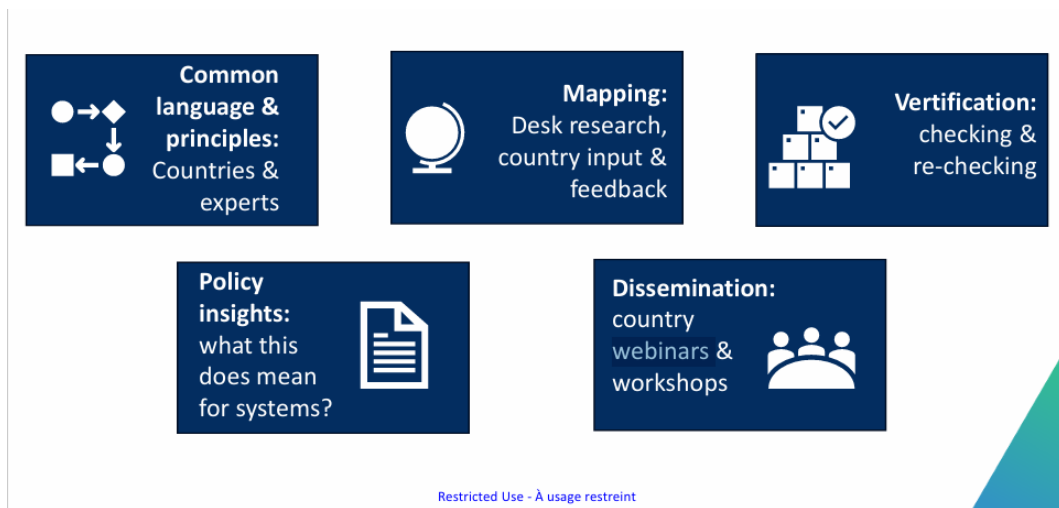 Common
language &
principles:
Countries &
experts
Mapping:
Desk research,
country input &
feedback
Vertification:
checking &
re-checking
Policy
insights:
what this
does mean
for systems?
Dissemination:
country
webinars &
workshops
Restricted Use - À usage restreint